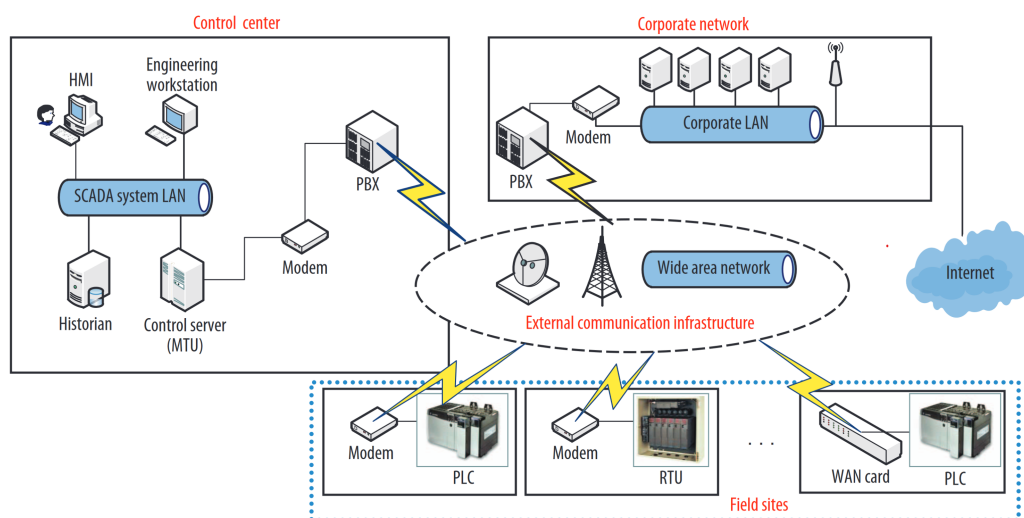 Control center
Corporate network
HMI
Engineering
workstation
PBX
SCADA system LAN
Modem
Historian
Control server
(MTU)
Modem
Corporate LAN
PBX
Wide area network
External communication infrastructure
Internet
Modem
PLC
Modem
RTU
. . .
WAN card
PLC
Field sites